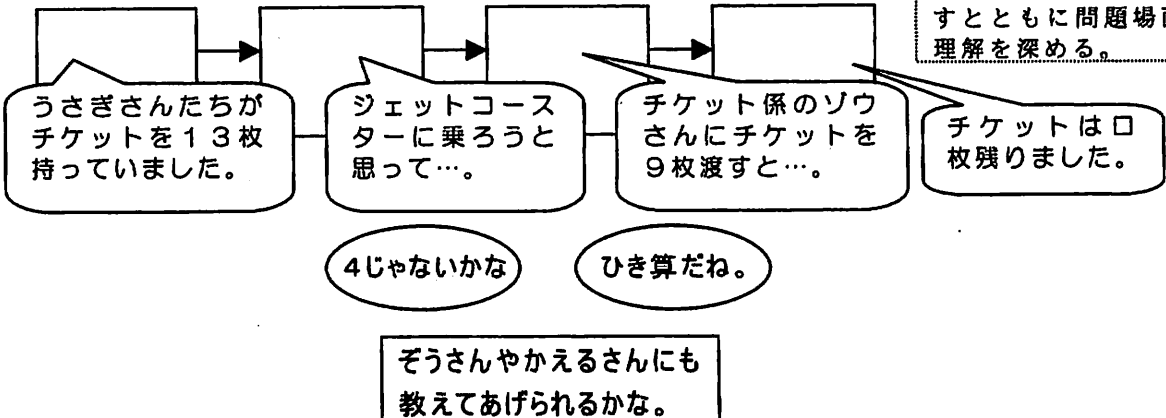 すとともに問題場面
理解を深める。
うさぎさんたちが
チケットを13枚
持っていました。
ジェットコース
ターに乗ろうと
思って…。
チケット係のゾウ
さんにチケットを
9枚渡すと…。
チケットは口
枚残りました。
4じゃないかな
ひき算だね。
ぞうさんやかえるさんにも
教えてあげられるかな。